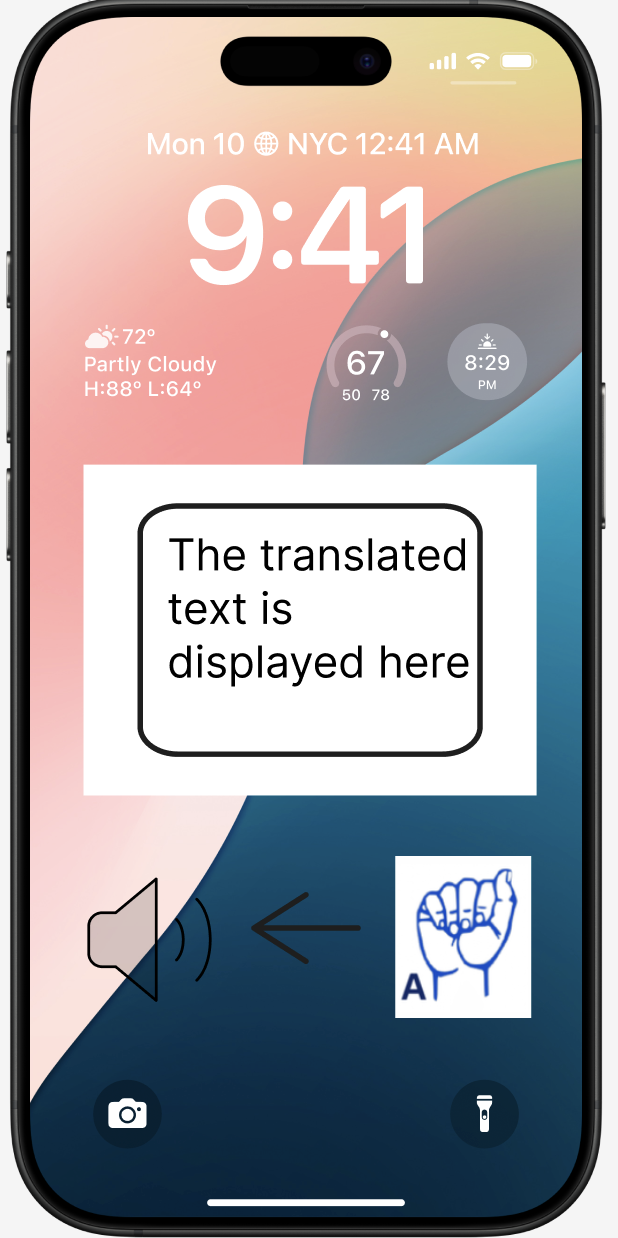 Mon 10 NYC 12:41 AM
9:41
72°
Partly Cloudy
H:88° L:64°
67
50 78
8:29
PM
The translated
text is
displayed here
A